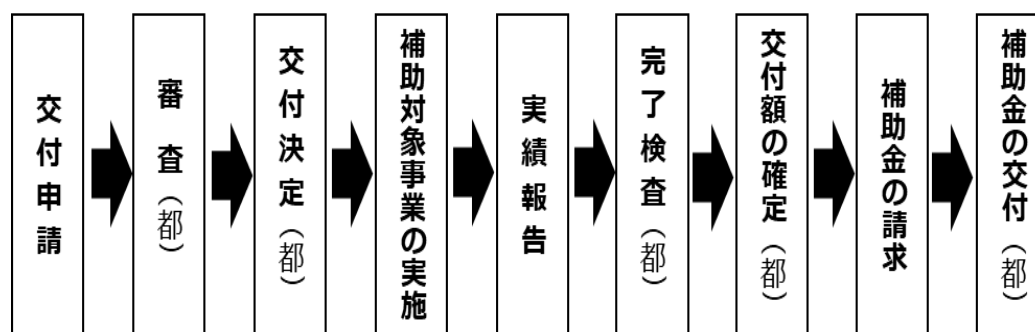 交付申請
審査（都）
交付決定（都）
補助対象事業の実施
実績報告
完了検査（都）
交付額の確定（都）
補助金の請求
補助金の交付（都）